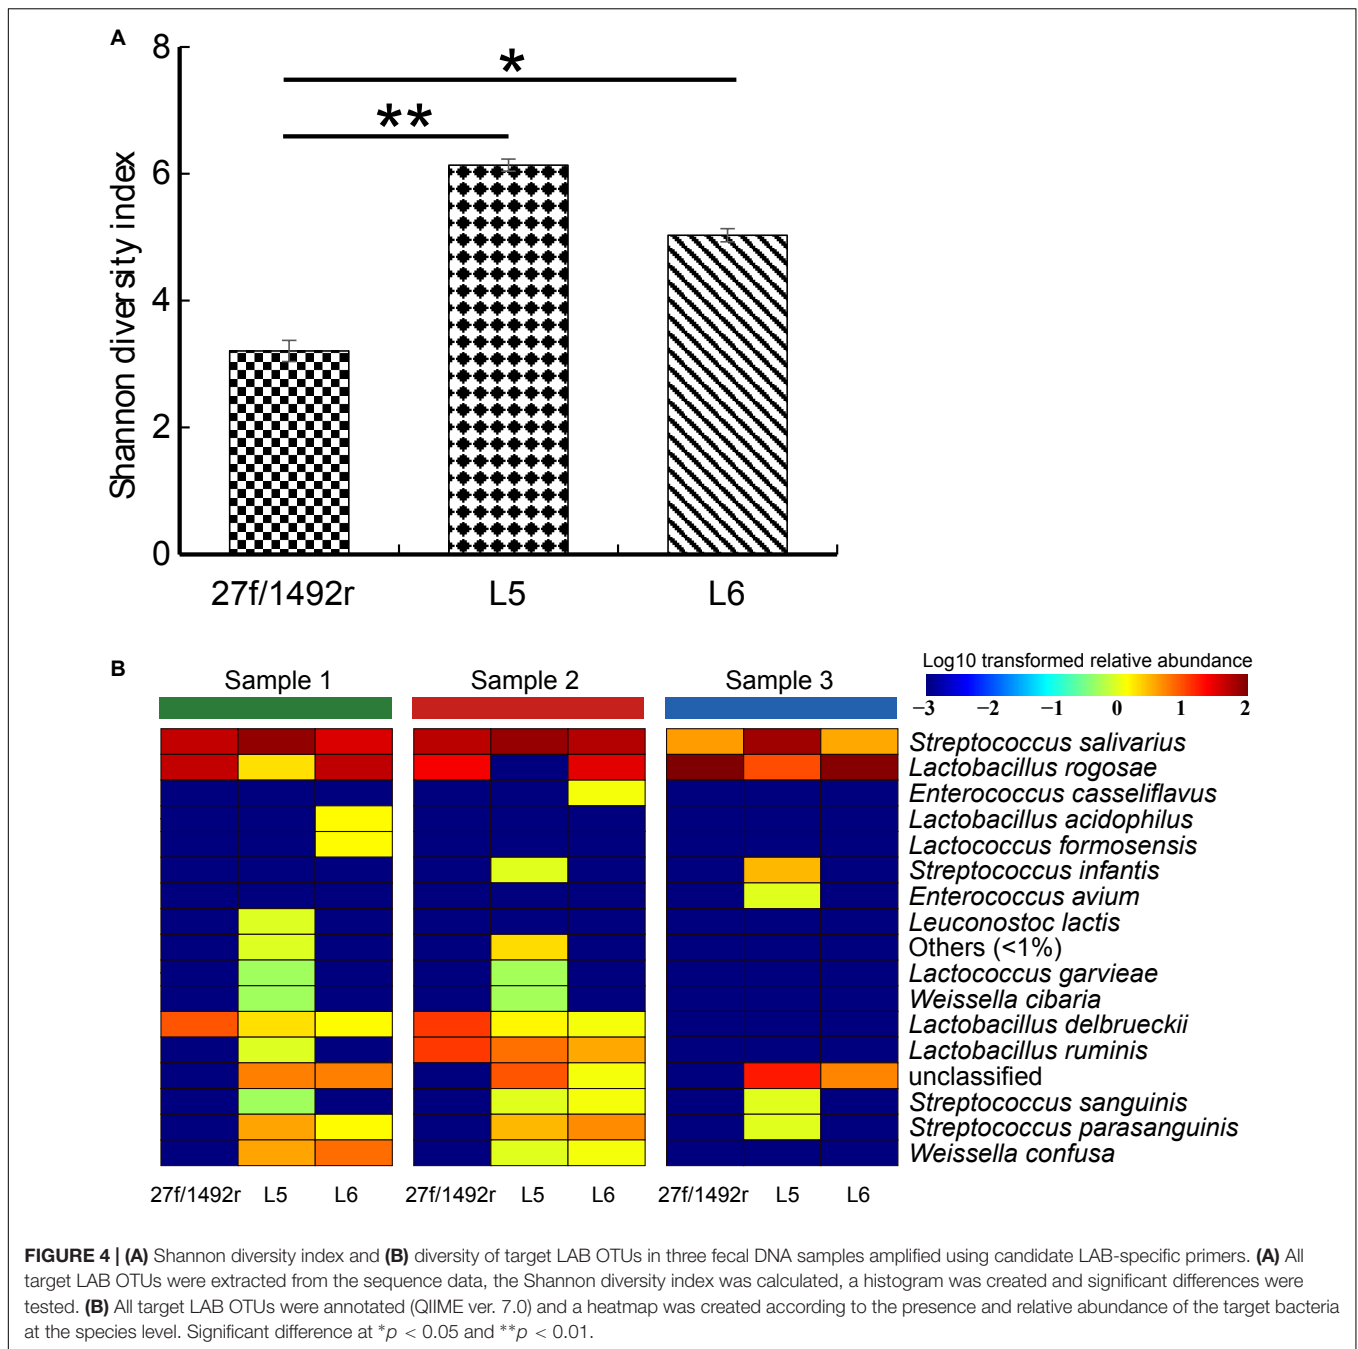 A
8
6
4
2
0
Shannon diversity index
*
**
27f/1492r L5 L6
B
Sample 1 Sample 2 Sample 3
Log10 transformed relative abundance
−3 −2 −1 0 1 2
Streptococcus salivarius
Lactobacillus rogosae
Enterococcus casseliflavus
Lactobacillus acidophilus
Lactococcus formosensis
Streptococcus infantis
Enterococcus avium
Leuconostoc lactis
Others (<1%)
Lactococcus garvieae
Weissella cibaria
Lactobacillus delbrueckii
Lactobacillus ruminis
unclassified
Streptococcus sanguinis
Streptococcus parasanguinis
Weissella confusa
27f/1492r L5 L6 27f/1492r L5 L6 27f/1492r L5 L6
FIGURE 4 | (A) Shannon diversity index and (B) diversity of target LAB OTUs in three fecal DNA samples amplified using candidate LAB-specific primers. (A) All
target LAB OTUs were extracted from the sequence data, the Shannon diversity index was calculated, a histogram was created and significant differences were
tested. (B) All target LAB OTUs were annotated (QIIME ver. 7.0) and a heatmap was created according to the presence and relative abundance of the target bacteria
at the species level. Significant difference at *p < 0.05 and **p < 0.01.